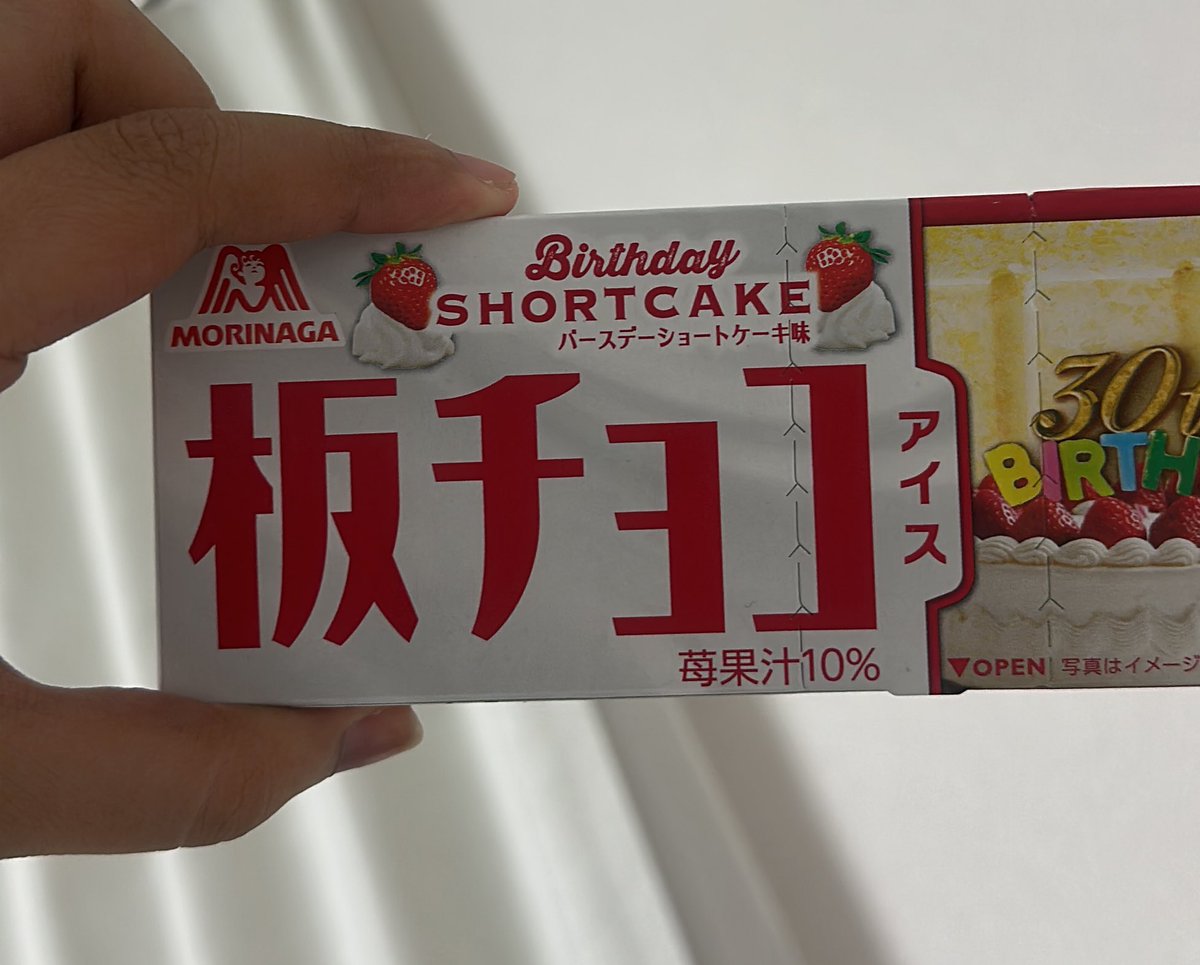 MORINAGA
Birthday
SHORTCAKE
バースデーショートケーキ味
板チョコ
アイス
苺果汁10%
30
BIRTH
▼OPEN
写真はイメージ